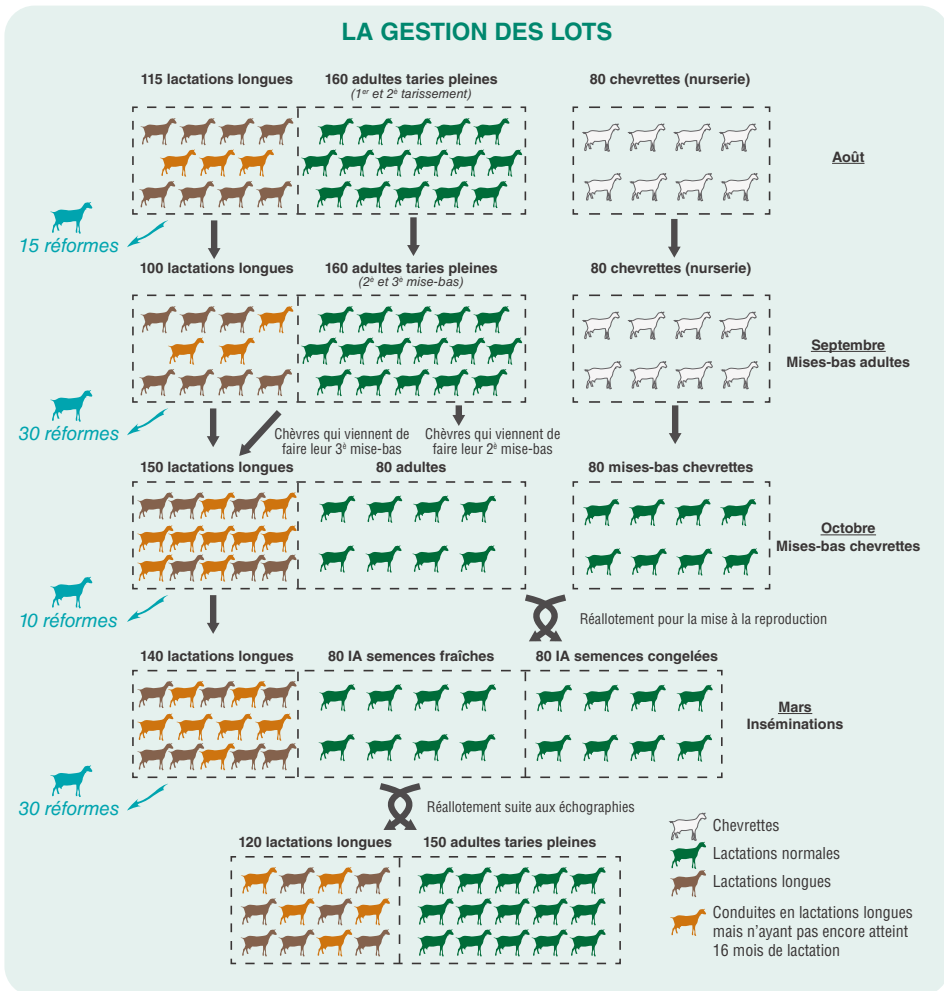 LA GESTION DES LOTS
115 lactations longues
160 adultes taries pleines
(1er et 2è tarissement)
80 chevrettes (nurserie)
Août
15 réformes
100 lactations longues
160 adultes taries pleines
(2è et 3è mise-bas)
80 chevrettes (nurserie)
Septembre
Mises-bas adultes
30 réformes
Chèvres qui viennent de
faire leur 3è mise-bas
Chèvres qui viennent de
faire leur 2è mise-bas
150 lactations longues
80 adultes
80 mises-bas chevrettes
Octobre
Mises-bas chevrettes
10 réformes
Réallotement pour la mise à la reproduction
140 lactations longues
80 IA semences fraîches
80 IA semences congelées
Mars
Inséminations
30 réformes
Réallotement suite aux échographies
120 lactations longues
150 adultes taries pleines
Chevrettes
Lactations normales
Lactations longues
Conduites en lactations longues
mais n'ayant pas encore atteint
16 mois de lactation